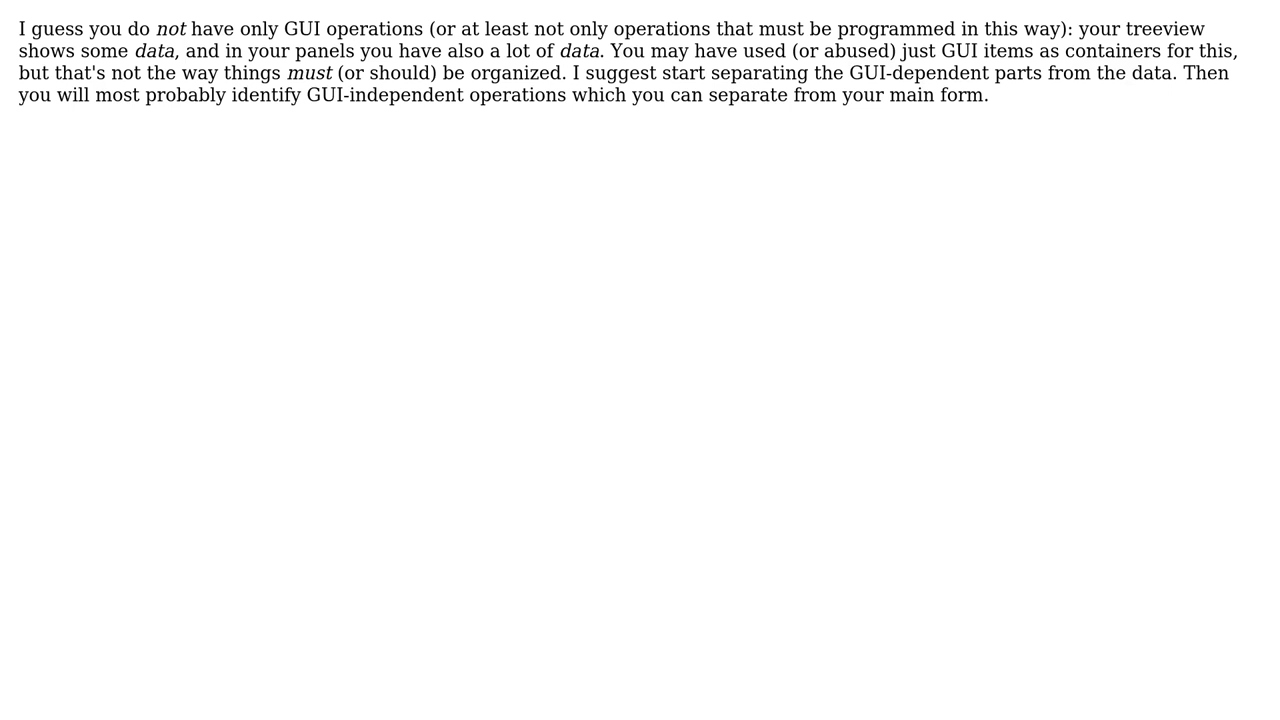 I guess you do not have only GUI operations (or at least not only operations that must be programmed in this way): your treeview
shows some data, and in your panels you have also a lot of data. You may have used (or abused) just GUI items as containers for this,
but that's not the way things must (or should) be organized. I suggest start separating the GUI-dependent parts from the data. Then
you will most probably identify GUI-independent operations which you can separate from your main form.